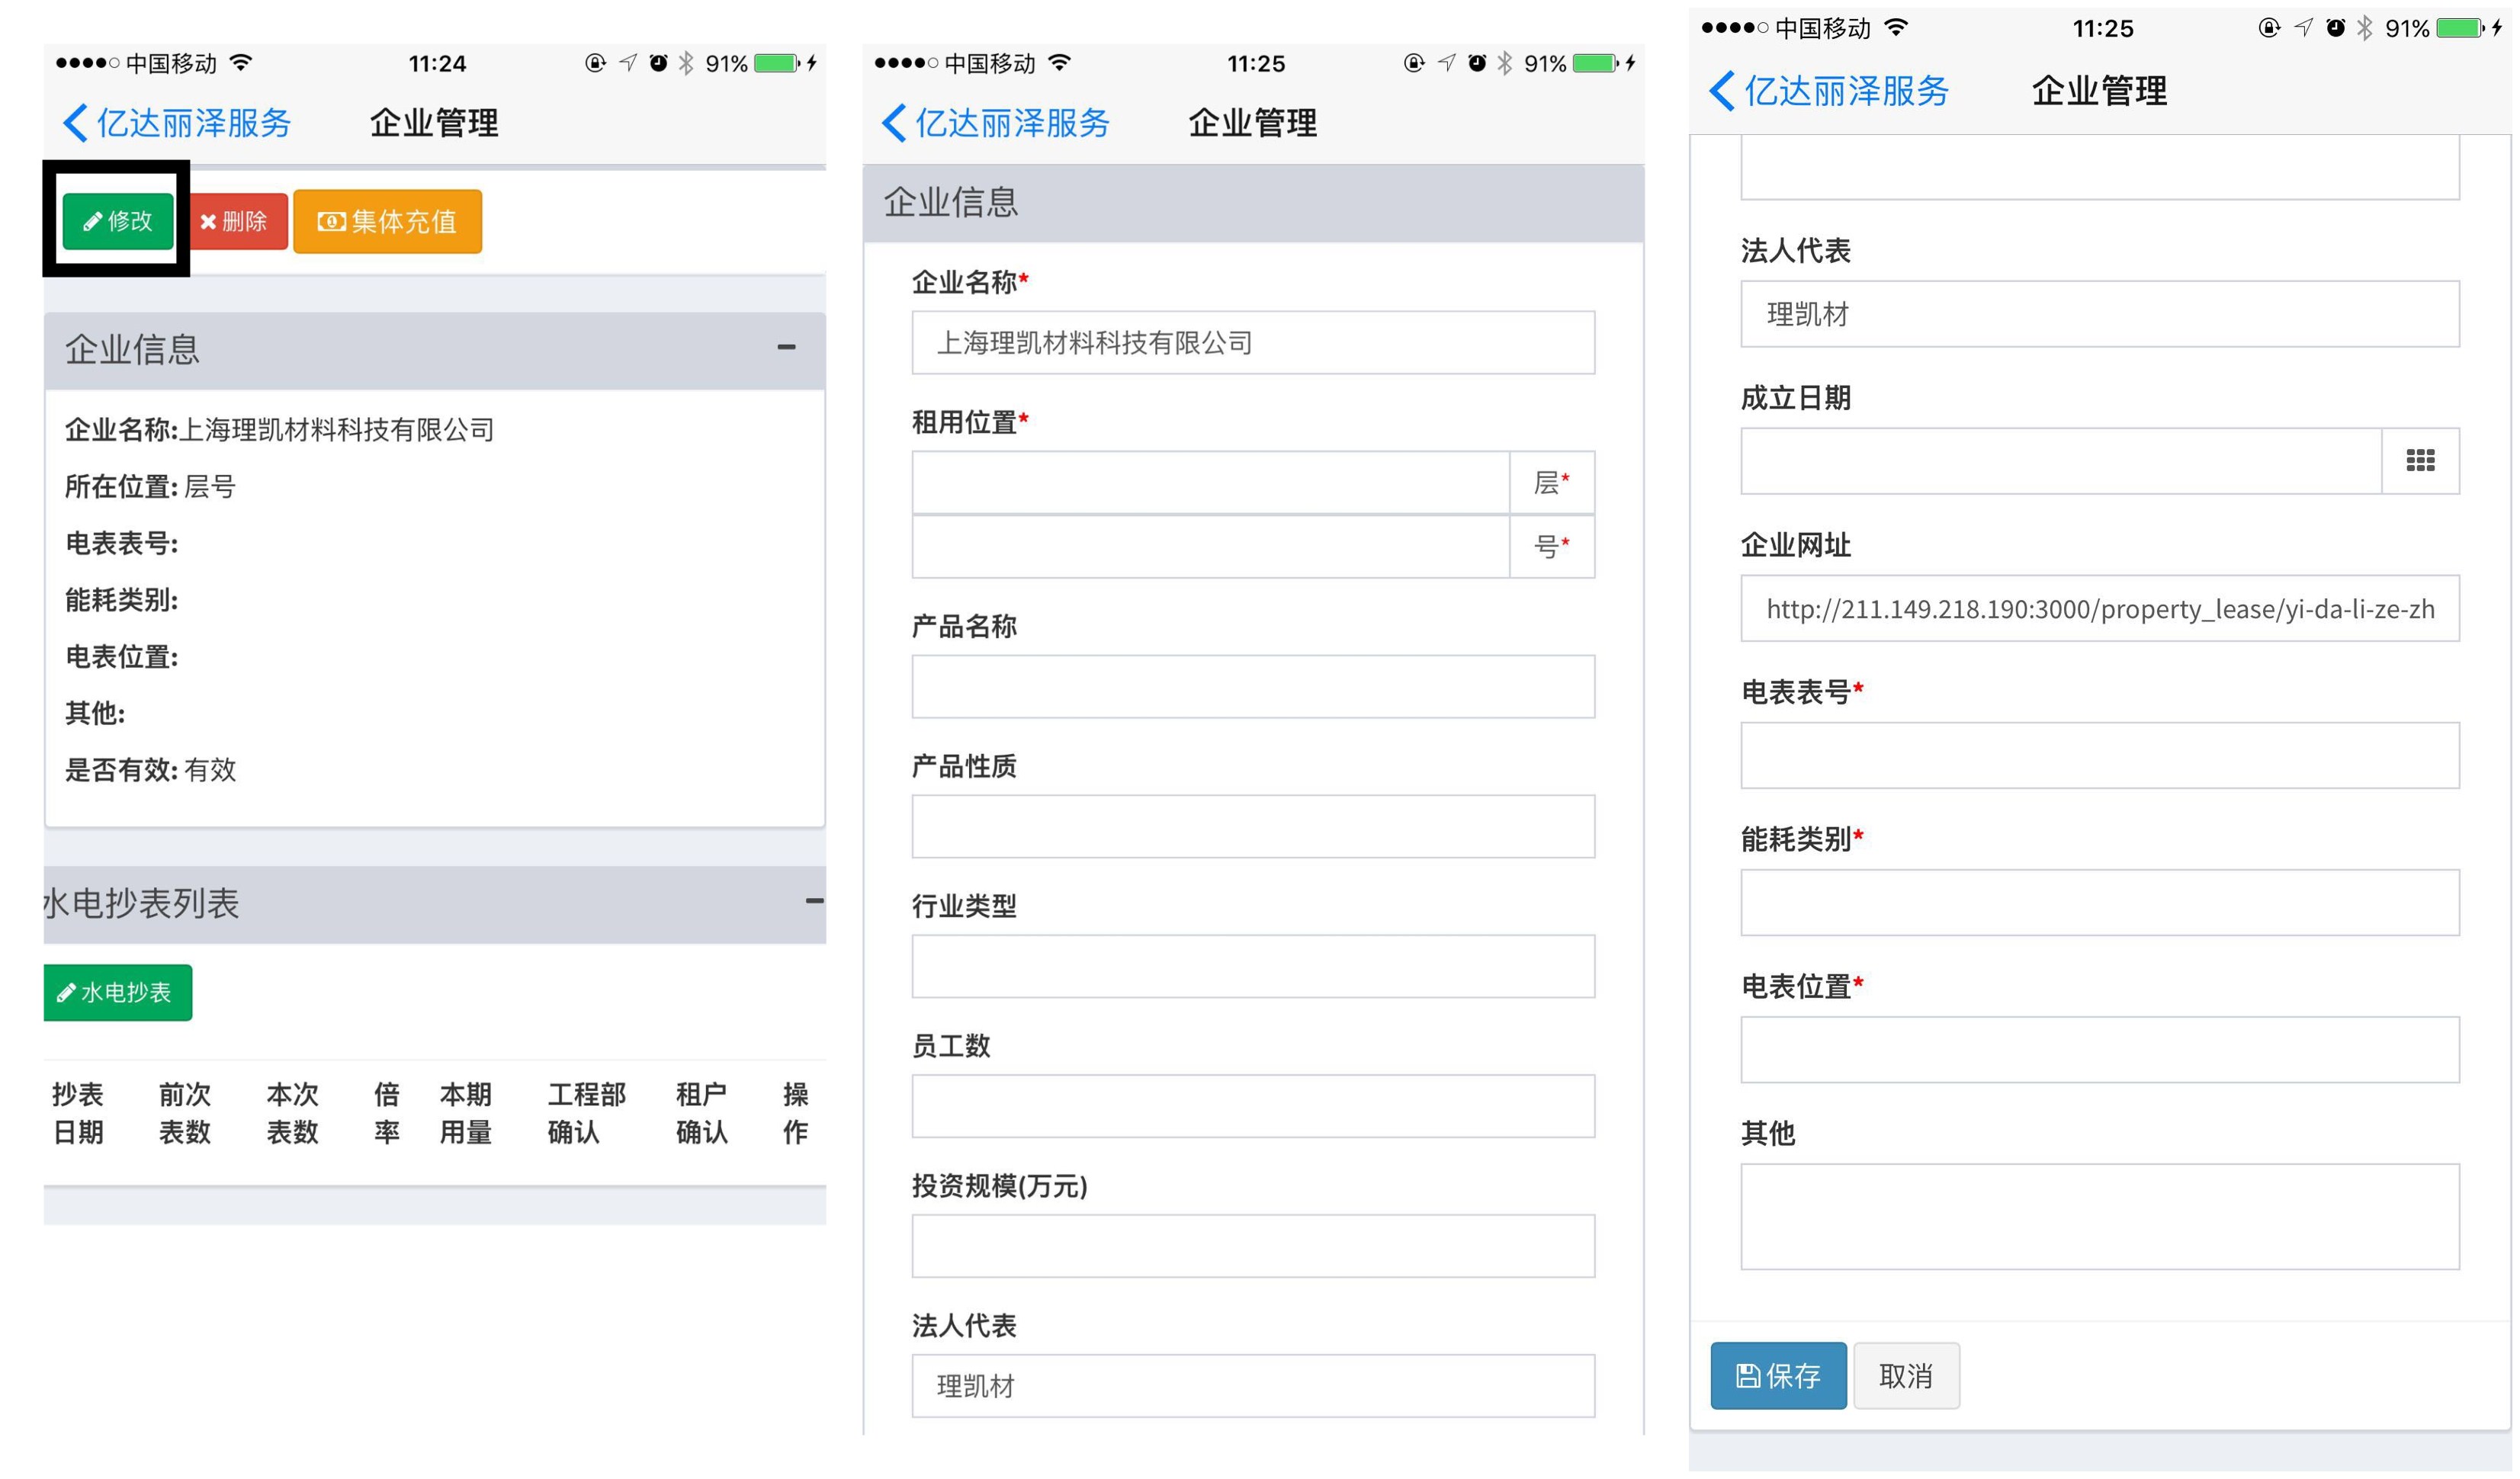 中国移动 11:24 91%
亿达丽泽服务 企业管理
修改 删除 集体充值
企业信息
企业名称:上海理凯材料科技有限公司
所在位置: 层号
电表表号:
能耗类别:
电表位置:
其他:
是否有效: 有效
水电抄表列表
水电抄表
抄表日期 前次表数 本次表数 倍率 本期用量 工程部确认 租户确认 操作
中国移动 11:25 91%
亿达丽泽服务 企业管理
企业信息
企业名称*
上海理凯材料科技有限公司
租用位置*
层*
号*
产品名称
产品性质
行业类型
员工数
投资规模(万元)
法人代表
理凯材
中国移动 11:25 91%
亿达丽泽服务 企业管理
法人代表
理凯材
成立日期
企业网址
http://211.149.218.190:3000/property_lease/yi-da-li-ze-zh
电表表号*
能耗类别*
电表位置*
其他
保存 取消